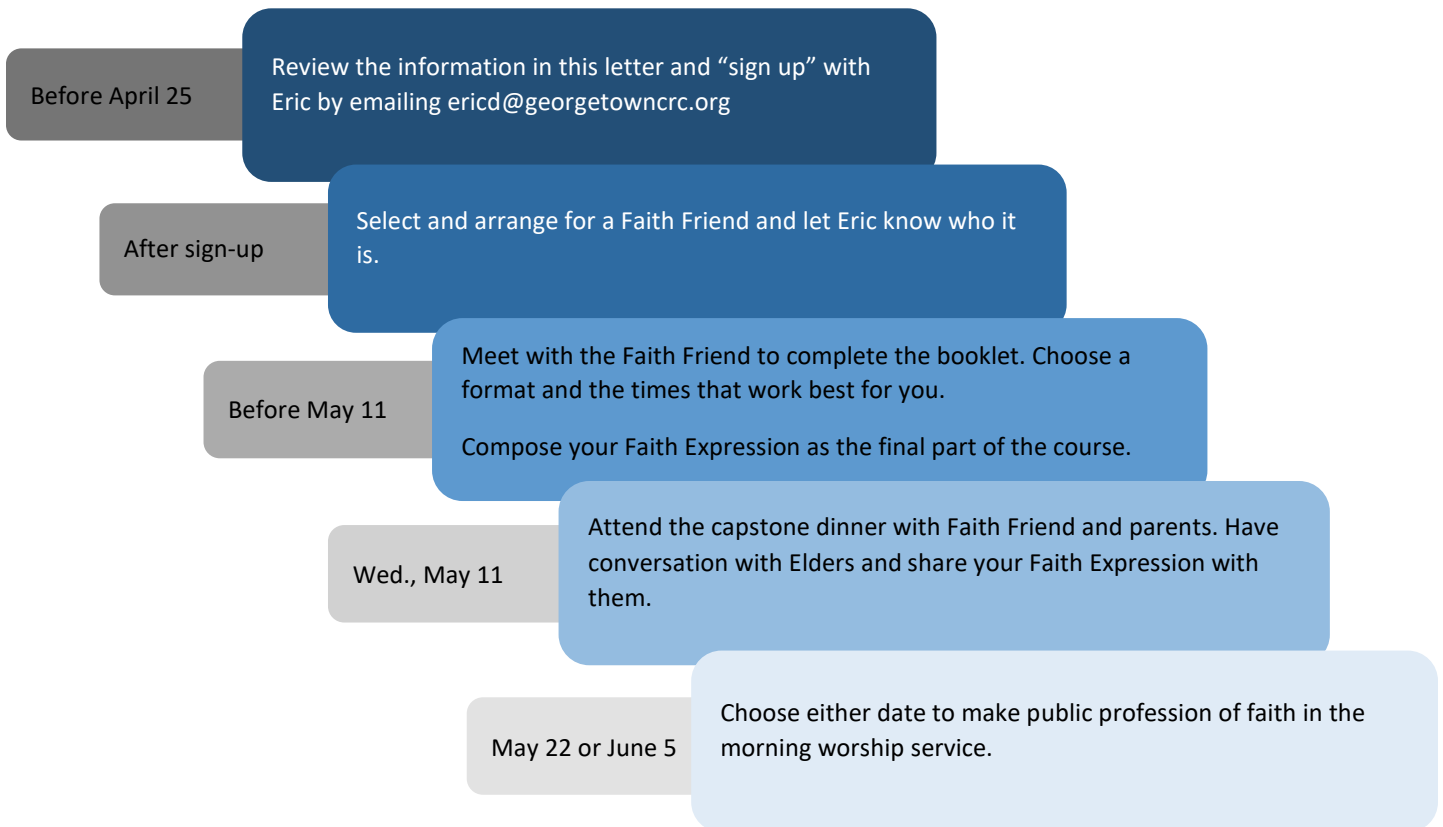 Before April 25
Review the information in this letter and “sign up” with
Eric by emailing ericd@georgetowncrc.org
After sign-up
Select and arrange for a Faith Friend and let Eric know who it
is.
Before May 11
Meet with the Faith Friend to complete the booklet. Choose a
format and the times that work best for you.
Compose your Faith Expression as the final part of the course.
Wed., May 11
Attend the capstone dinner with Faith Friend and parents. Have
conversation with Elders and share your Faith Expression with
them.
May 22 or June 5
Choose either date to make public profession of faith in the
morning worship service.